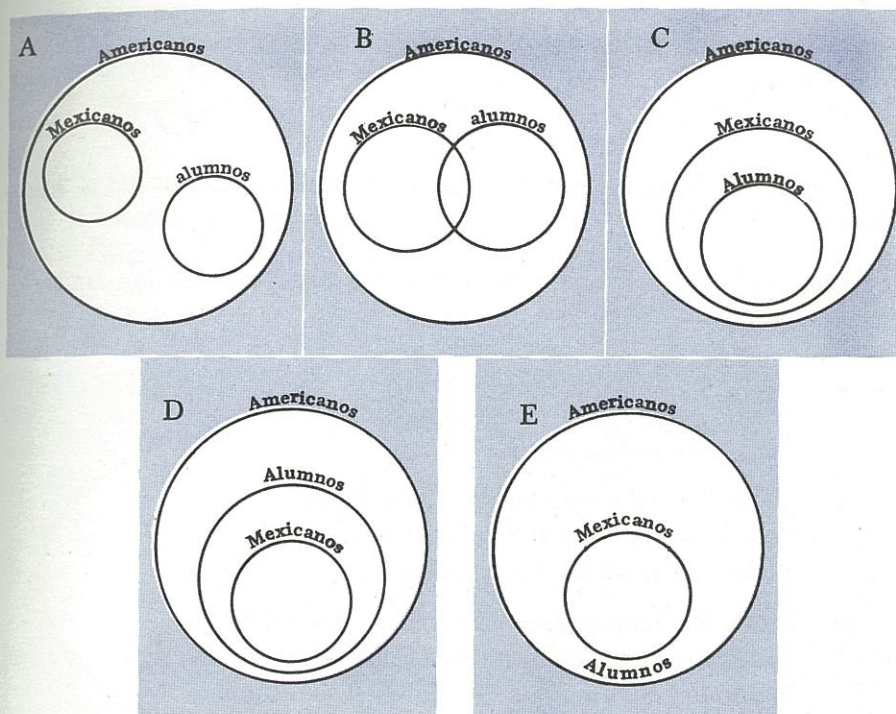 A
Americanos
Mexicanos
alumnos
B
Americanos
Mexicanos
alumnos
C
Americanos
Mexicanos
Alumnos
D
Americanos
Alumnos
Mexicanos
E
Americanos
Mexicanos
Alumnos